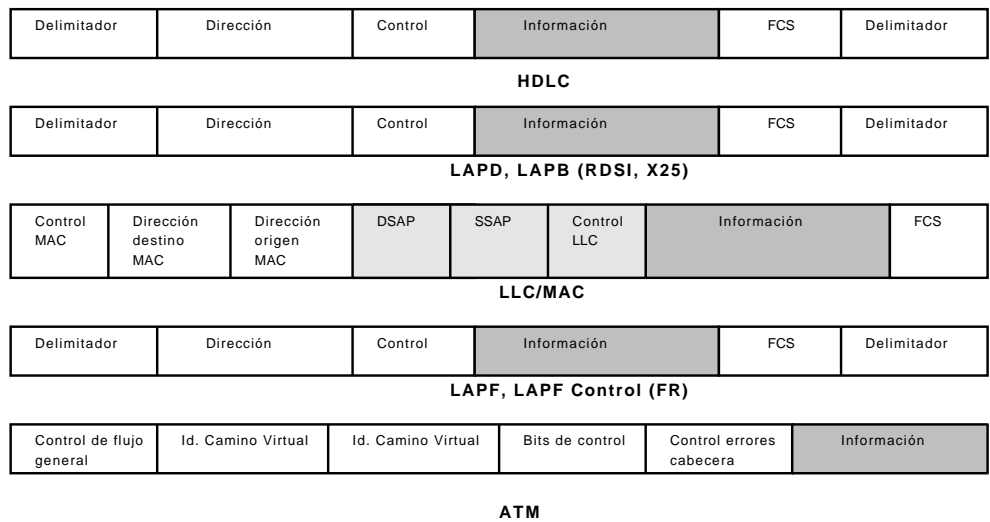 Delimitador Dirección Control Información FCS Delimitador
HDLC
Delimitador Dirección Control Información FCS Delimitador
LAPD, LAPB (RDSI, X25)
Control MAC Dirección destino MAC Dirección origen MAC DSAP SSAP Control LLC Información FCS
LLC/MAC
Delimitador Dirección Control Información FCS Delimitador
LAPF, LAPF Control (FR)
Control de flujo general Id. Camino Virtual Id. Camino Virtual Bits de control Control errores cabecera Información
ATM